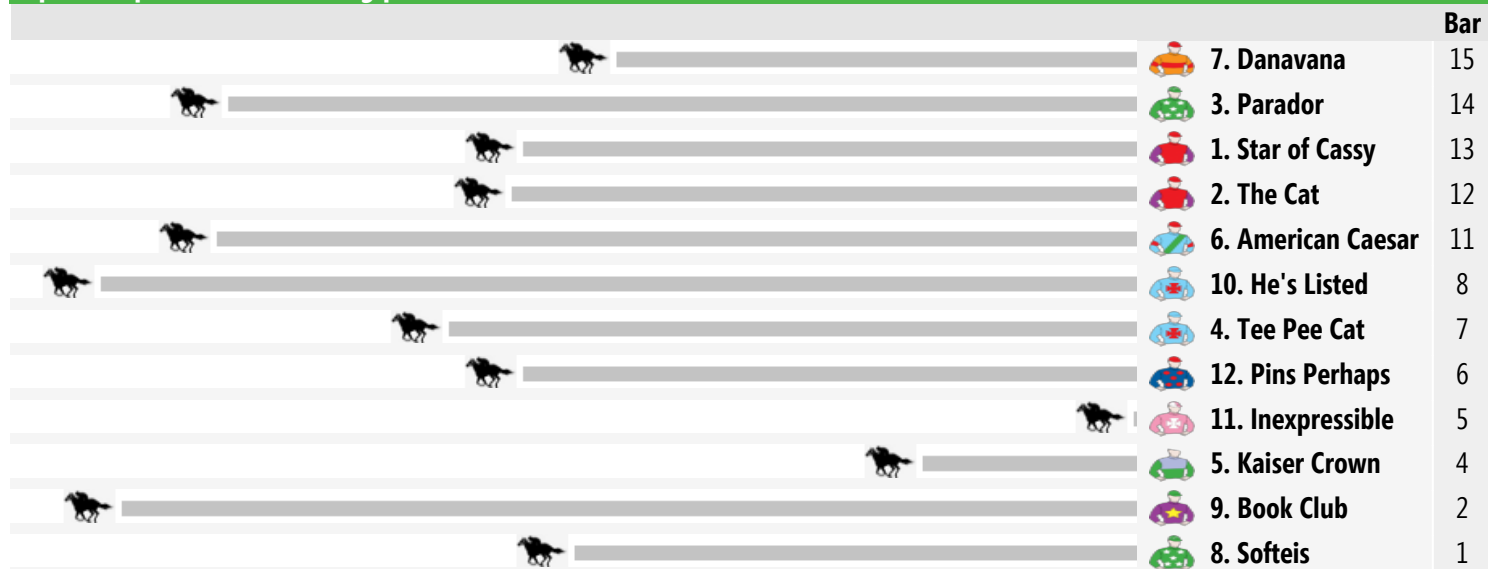 Bar
7. Danavana 15
3. Parador 14
1. Star of Cassy 13
2. The Cat 12
6. American Caesar 11
10. He's Listed 8
4. Tee Pee Cat 7
12. Pins Perhaps 6
11. Inexpressible 5
5. Kaiser Crown 4
9. Book Club 2
8. Softeis 1